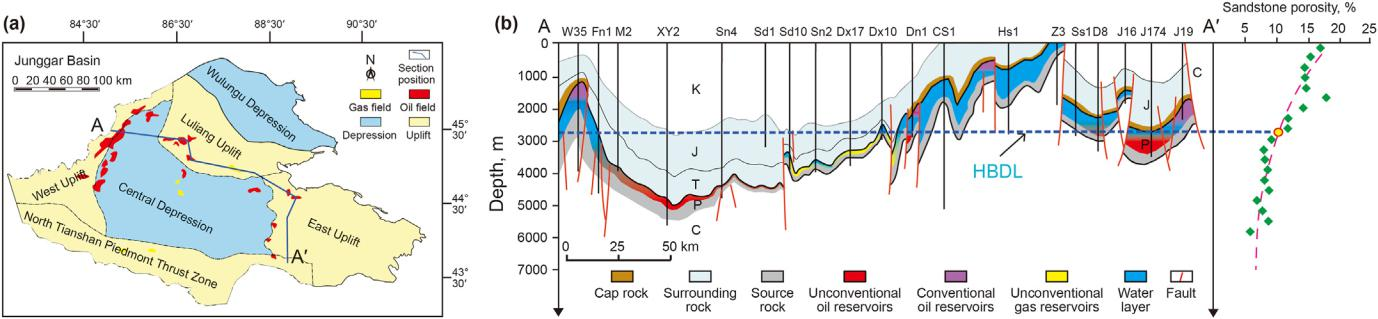 (a)
84°30′
86°30′
88°30′
90°30′
Junggar Basin
0 20 40 60 80 100 km
N
Section
position
Gas field
Oil field
Depression
Uplift
Wulungu Depression
Luliang Uplift
A
West Uplift
Central Depression
East Uplift
North Tianshan Piedmont Thrust Zone
A′
45°
30′
44°
30′
43°
30′
(b)
A
W35 Fn1 M2 XY2 Sn4 Sd1 Sd10 Sn2 Dx17 Dx10 Dn1 CS1 Hs1 Z3 Ss1 D8 J16 J174 J19
A′
Sandstone porosity, %
5 10 15 20 25
Depth, m
0
1000
2000
3000
4000
5000
6000
7000
K
J
T
P
C
J
P
C
HBDL
0 25 50 km
Cap rock
Surrounding
rock
Source
rock
Unconventional
oil reservoirs
Conventional
oil reservoirs
Unconventional
gas reservoirs
Water
layer
Fault